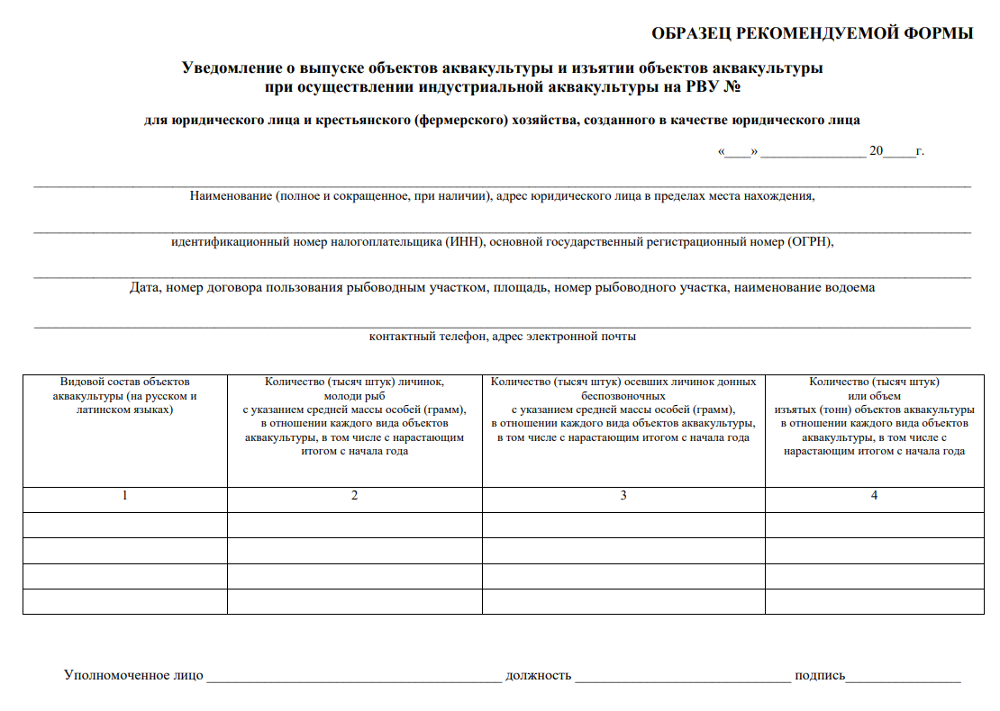 ОБРАЗЕЦ РЕКОМЕНДУЕМОЙ ФОРМЫ
Уведомление о выпуске объектов аквакультуры и изъятии объектов аквакультуры
при осуществлении индустриальной аквакультуры на РВУ №
для юридического лица и крестьянского (фермерского) хозяйства, созданного в качестве юридического лица
«____» ________________ 20_____г.
Наименование (полное и сокращенное, при наличии), адрес юридического лица в пределах места нахождения,
идентификационный номер налогоплательщика (ИНН), основной государственный регистрационный номер (ОГРН),
Дата, номер договора пользования рыбоводным участком, площадь, номер рыбоводного участка, наименование водоема
контактный телефон, адрес электронной почты
Видовой состав объектов
аквакультуры (на русском и
латинском языках)
Количество (тысяч штук) личинок,
молоди рыб
с указанием средней массы особей (грамм),
в отношении каждого вида объектов
аквакультуры, в том числе с нарастающим
итогом с начала года
Количество (тысяч штук) осевших личинок донных
беспозвоночных
с указанием средней массы особей (грамм),
в отношении каждого вида объектов аквакультуры,
в том числе с нарастающим итогом с начала года
Количество (тысяч штук)
или объем
изъятых (тонн) объектов аквакультуры
в отношении каждого вида объектов
аквакультуры, в том числе с
нарастающим итогом с начала года
1
2
3
4
Уполномоченное лицо ______________ должность ______________ подпись______________